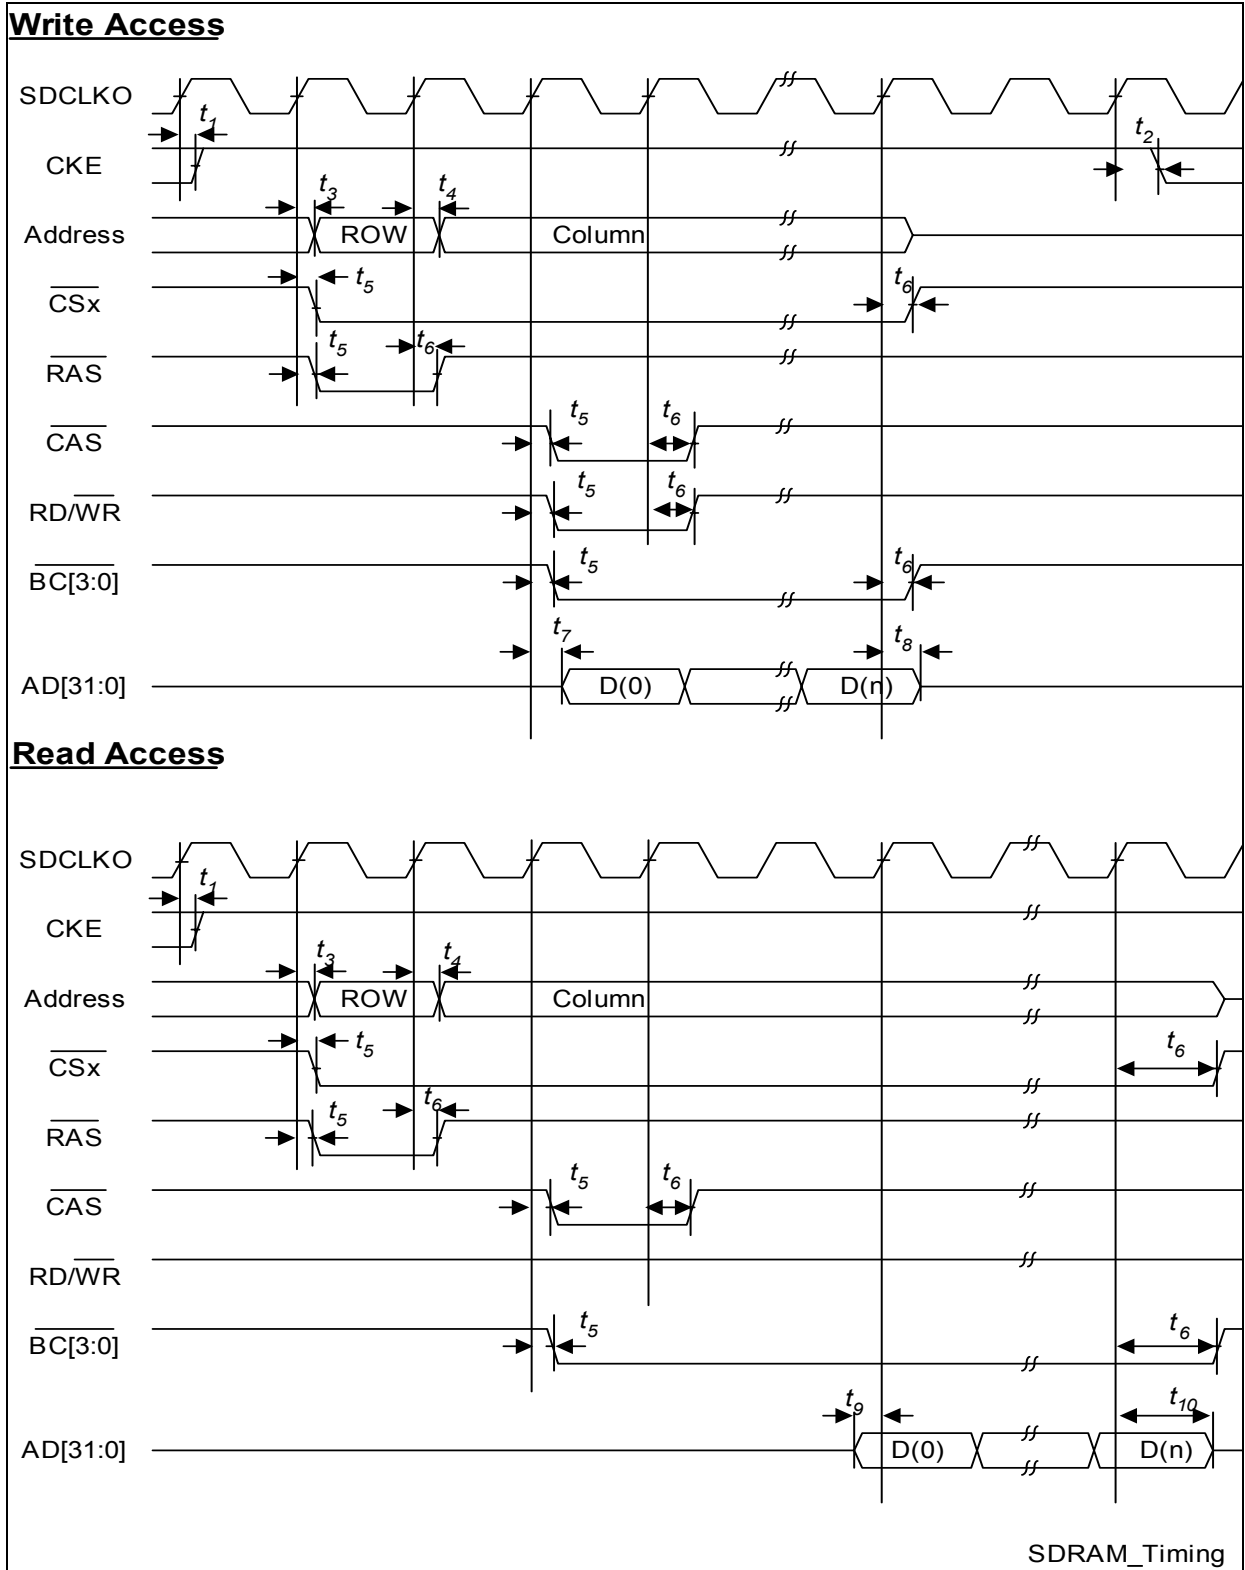 Write Access
SDCLKO
t1
t2
CKE
t3
t4
Address
ROW
Column
t5
t6
CSx
t5
t6
RAS
t5
t6
CAS
t5
t6
RD/WR
t5
t6
BC[3:0]
t7
t8
AD[31:0]
D(0)
D(n)
Read Access
SDCLKO
t1
CKE
t3
t4
Address
ROW
Column
t5
t6
CSx
t5
t6
RAS
t5
t6
CAS
RD/WR
t5
t6
BC[3:0]
t9
t10
AD[31:0]
D(0)
D(n)
SDRAM_Timing